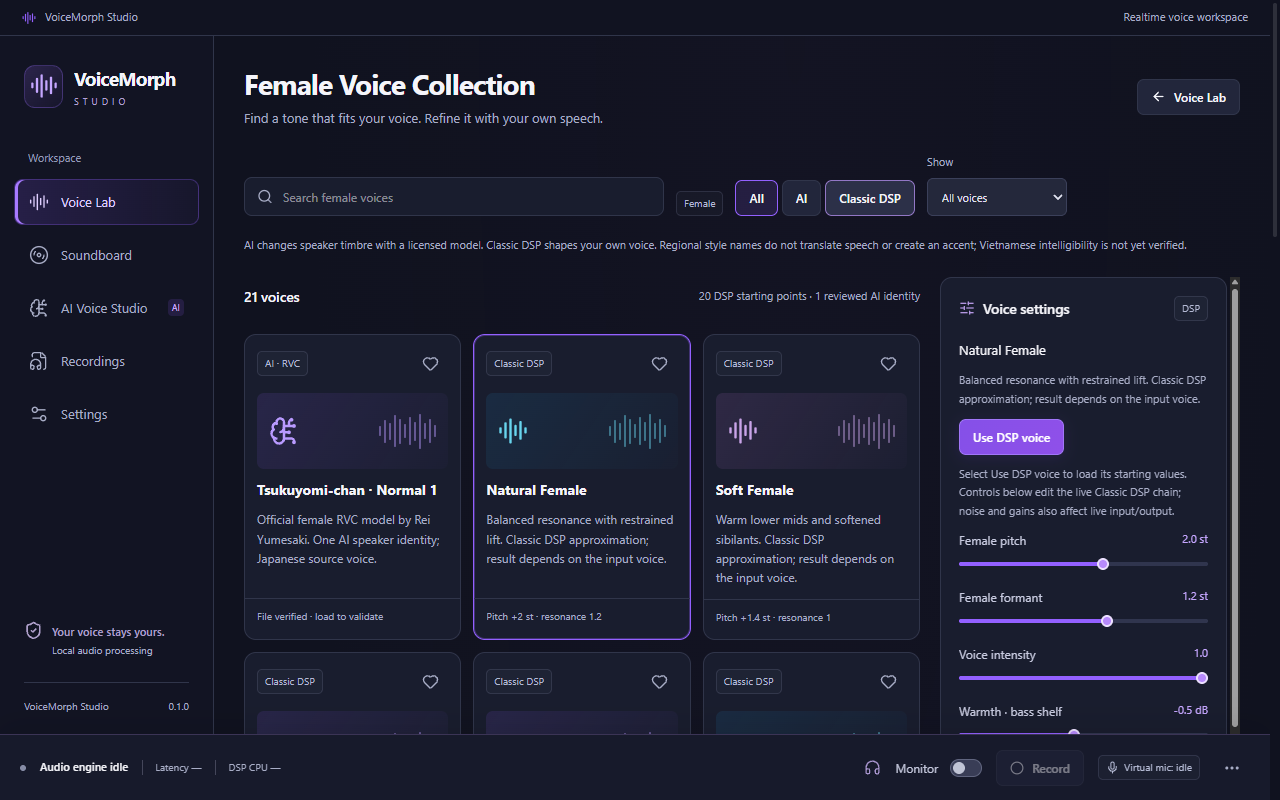 VoiceMorph Studio
Realtime voice workspace
VoiceMorph
STUDIO
Workspace
Voice Lab
Soundboard
AI Voice Studio AI
Recordings
Settings
Your voice stays yours.
Local audio processing
VoiceMorph Studio 0.1.0
Female Voice Collection
Find a tone that fits your voice. Refine it with your own speech.
Voice Lab
Show
Search female voices
Female
All
AI
Classic DSP
All voices
AI changes speaker timbre with a licensed model. Classic DSP shapes your own voice. Regional style names do not translate speech or create an accent; Vietnamese intelligibility is not yet verified.
21 voices
20 DSP starting points · 1 reviewed AI identity
AI · RVC
Tsukuyomi-chan · Normal 1
Official female RVC model by Rei
Yumesaki. One AI speaker identity;
Japanese source voice.
File verified · load to validate
Classic DSP
Natural Female
Balanced resonance with restrained
lift. Classic DSP approximation;
result depends on the input voice.
Pitch +2 st · resonance 1.2
Classic DSP
Soft Female
Warm lower mids and softened
sibilants. Classic DSP
approximation; result depends on
the input voice.
Pitch +1.4 st · resonance 1
Classic DSP
Classic DSP
Classic DSP
Voice settings
DSP
Natural Female
Balanced resonance with restrained lift. Classic DSP
approximation; result depends on the input voice.
Use DSP voice
Select Use DSP voice to load its starting values.
Controls below edit the live Classic DSP chain;
noise and gains also affect live input/output.
Female pitch 2.0 st
Female formant 1.2 st
Voice intensity 1.0
Warmth · bass shelf -0.5 dB
Audio engine idle
Latency —
DSP CPU —
Monitor
Record
Virtual mic: idle